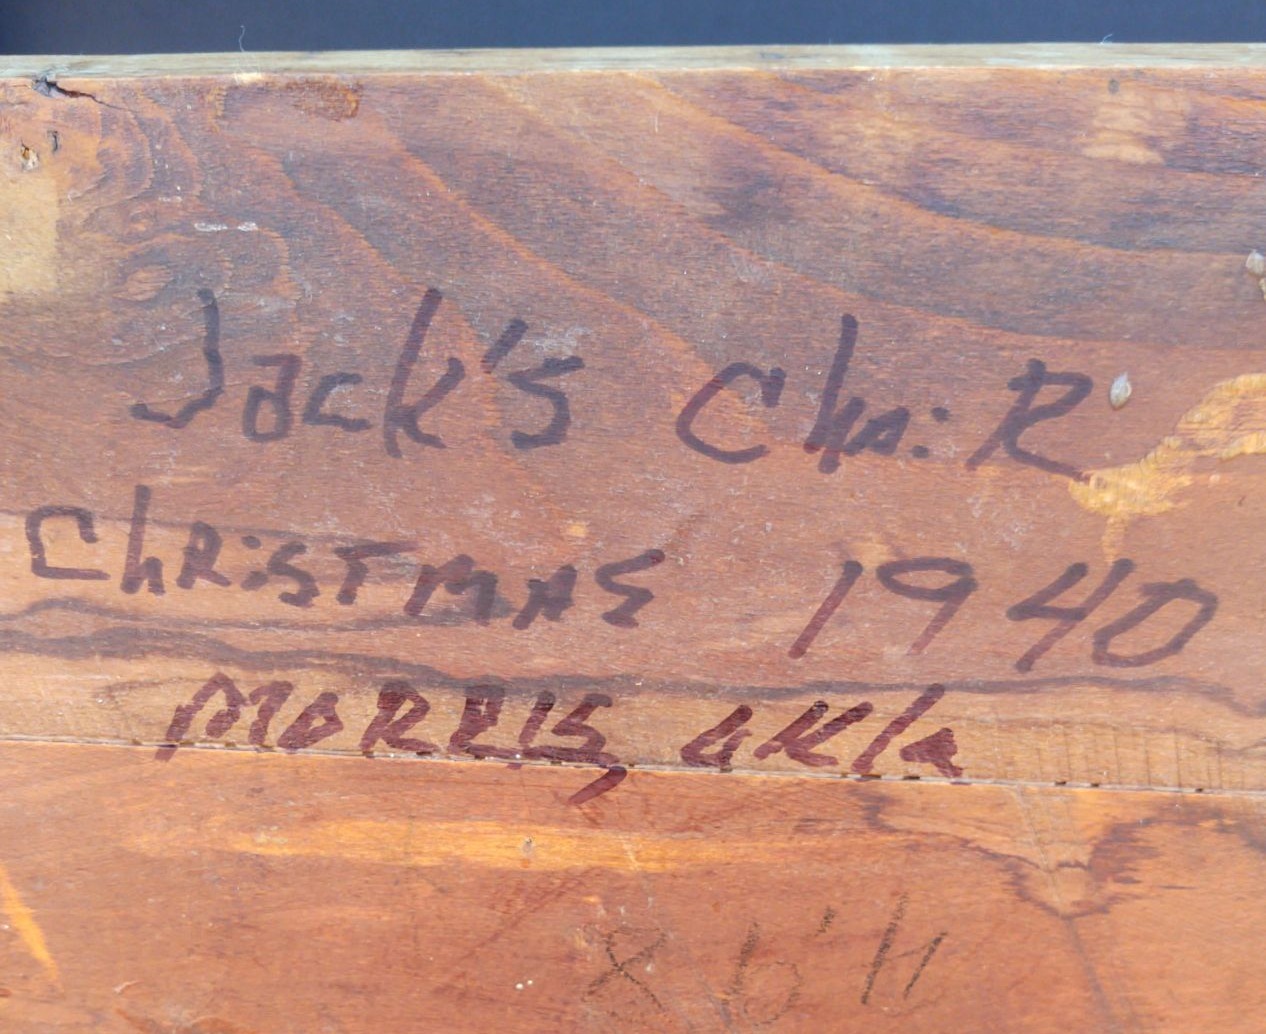 Jack's ChaiR
ChRiSTMAS 1940
MORRIS, OKla